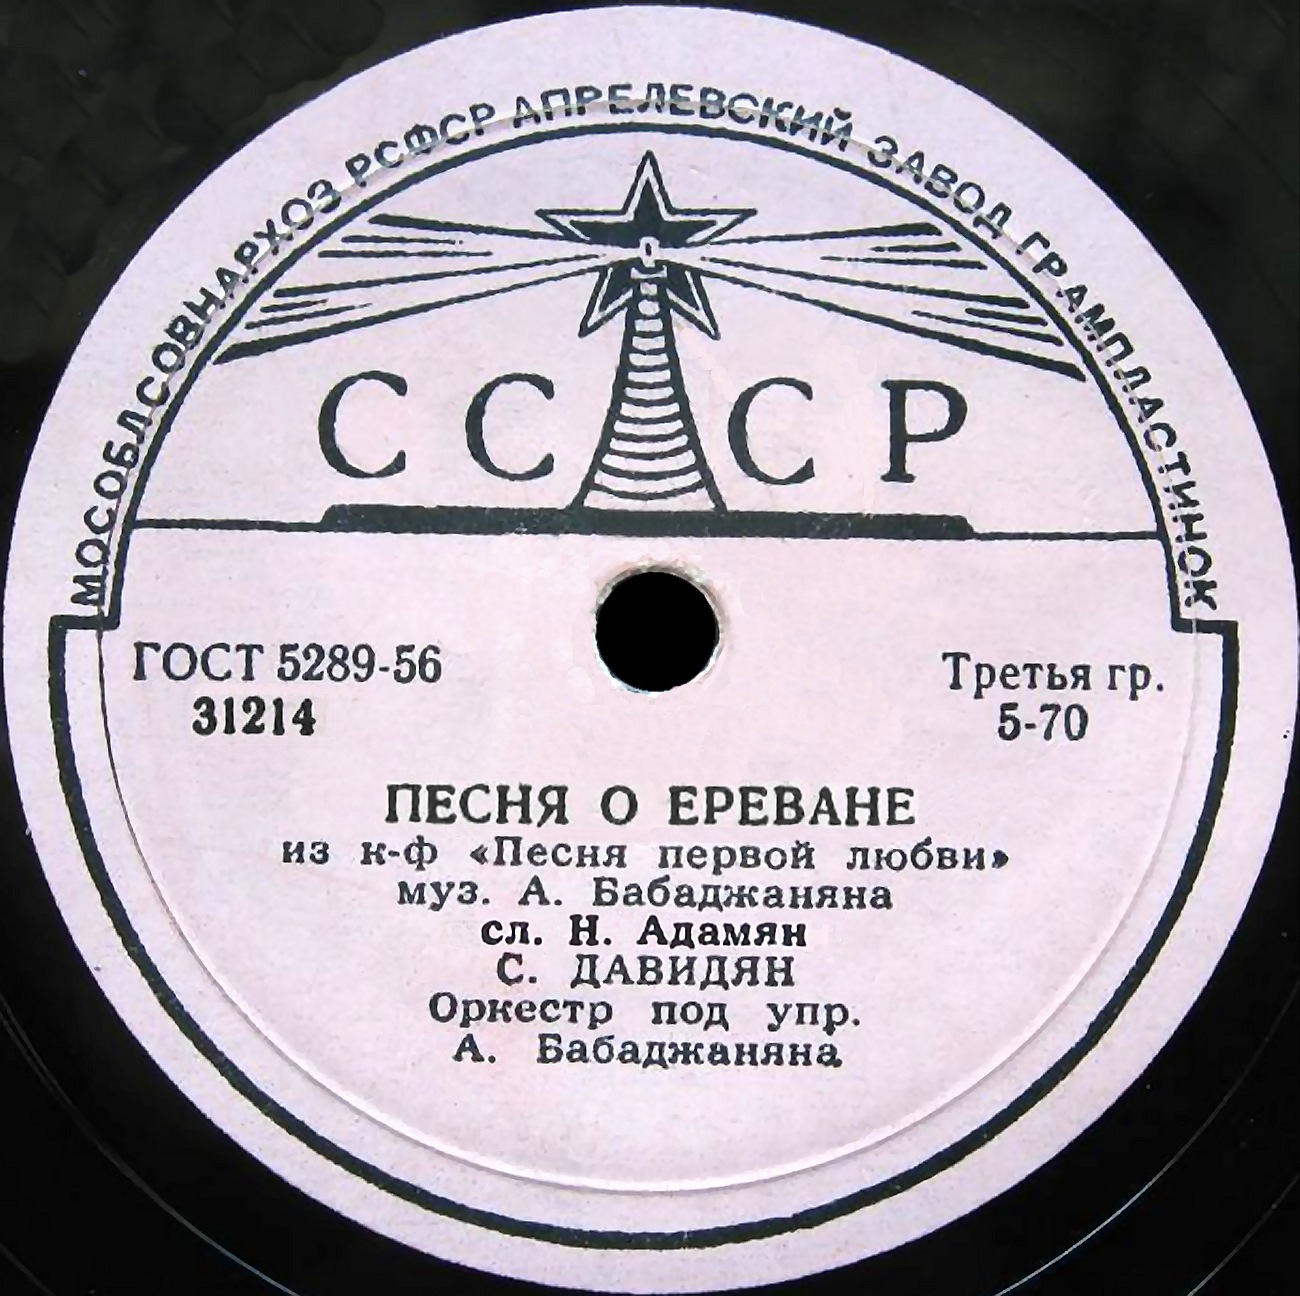 МОСОБЛСОВНАРХОЗ РСФСР АПРЕЛЕВСКИЙ ЗАВОД ГРАМПЛАСТИНОК
СССР
ГОСТ 5289-56
31214
Третья гр.
5-70
ПЕСНЯ О ЕРЕВАНЕ
из к-ф «Песня первой любви»
муз. А. Бабаджаняна
сл. Н. Адамян
С. ДАВИДЯН
Оркестр под упр.
А. Бабаджаняна